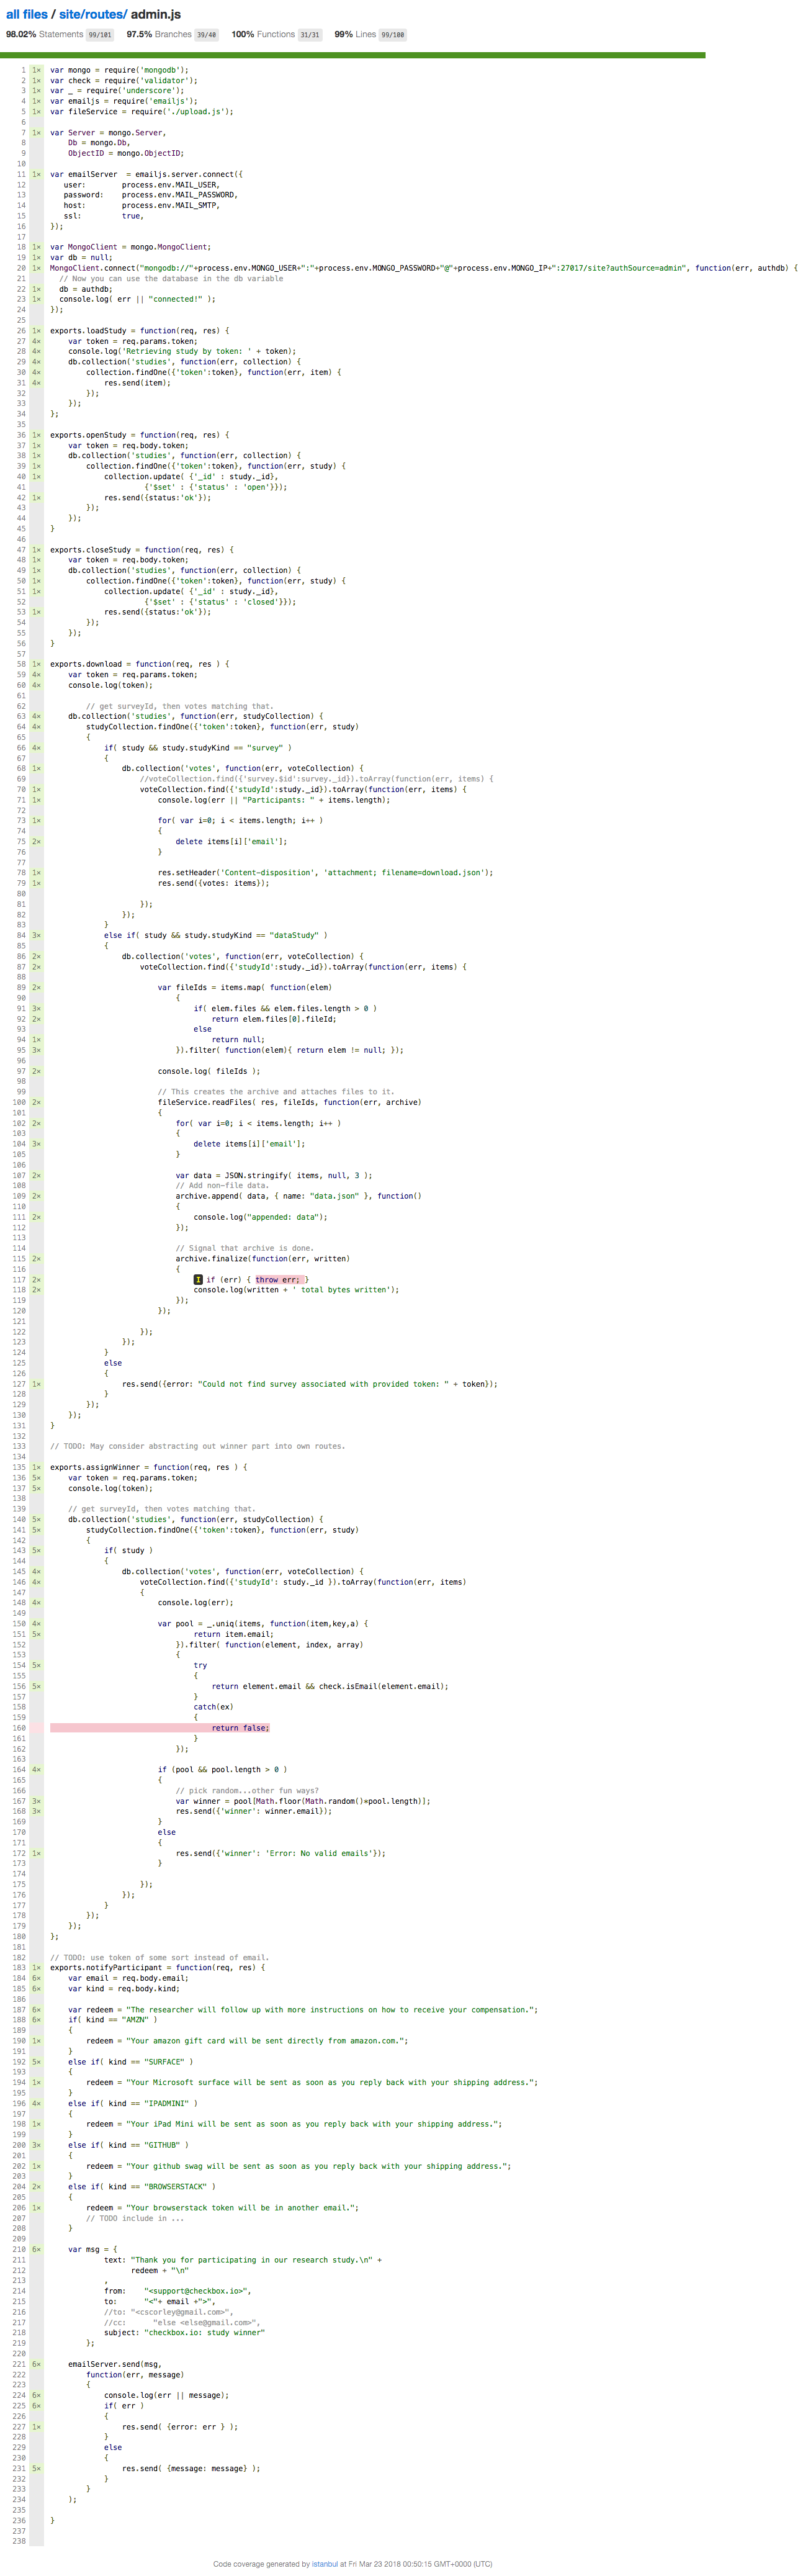 all files / site/routes/ admin.js
98.02% Statements 99/101 97.5% Branches 39/40 100% Functions 31/31 99% Lines 99/100
1 1× var mongo = require('mongodb');
2 1× var check = require('validator');
3 1× var _ = require('underscore');
4 1× var emailjs = require('emailjs');
5 1× var fileService = require('./upload.js');
6
7 1× var Server = mongo.Server,
8 Db = mongo.Db,
9 ObjectID = mongo.ObjectID;
10
11 1× var emailServer  = emailjs.server.connect({
12 user:        process.env.MAIL_USER,
13 password:    process.env.MAIL_PASSWORD,
14 host:        process.env.MAIL_SMTP,
15 ssl:         true,
16 });
17
18 1× var MongoClient = mongo.MongoClient;
19 1× var db = null;
20 1× MongoClient.connect("mongodb://"+process.env.MONGO_USER+":"+process.env.MONGO_PASSWORD+"@"+process.env.MONGO_IP+":27017/site?authSource=admin", function(err, authdb) {
21 // Now you can use the database in the db variable
22 1× db = authdb;
23 1× console.log( err || "connected!" );
24 });
25
26 1× exports.loadStudy = function(req, res) {
27 4× var token = req.params.token;
28 4× console.log('Retrieving study by token: ' + token);
29 4× db.collection('studies', function(err, collection) {
30 4× collection.findOne({'token':token}, function(err, item) {
31 4× res.send(item);
32 });
33 });
34 };
35
36 1× exports.openStudy = function(req, res) {
37 1× var token = req.body.token;
38 1× db.collection('studies', function(err, collection) {
39 1× collection.findOne({'token':token}, function(err, study) {
40 1× collection.update( {'_id' : study._id},
41 {'$set' : {'status' : 'open'}});
42 1× res.send({status:'ok'});
43 });
44 });
45 }
46
47 1× exports.closeStudy = function(req, res) {
48 1× var token = req.body.token;
49 1× db.collection('studies', function(err, collection) {
50 1× collection.findOne({'token':token}, function(err, study) {
51 1× collection.update( {'_id' : study._id},
52 {'$set' : {'status' : 'closed'}});
53 1× res.send({status:'ok'});
54 });
55 });
56 }
57
58 1× exports.download = function(req, res ) {
59 4× var token = req.params.token;
60 4× console.log(token);
61
62 // get surveyId, then votes matching that.
63 4× db.collection('studies', function(err, studyCollection) {
64 4× studyCollection.findOne({'token':token}, function(err, study)
65 {
66 4× if( study && study.studyKind == "survey" )
67 {
68 1× db.collection('votes', function(err, voteCollection) {
69 //voteCollection.find({'survey.$id':survey._id}).toArray(function(err, items) {
70 1× voteCollection.find({'studyId':study._id}).toArray(function(err, items) {
71 1× console.log(err || "Participants: " + items.length);
72
73 1× for( var i=0; i < items.length; i++ )
74 {
75 2× delete items[i]['email'];
76 }
77
78 1× res.setHeader('Content-disposition', 'attachment; filename=download.json');
79 1× res.send({votes: items});
80
81 });
82 });
83 }
84 3× else if( study && study.studyKind == "dataStudy" )
85 {
86 2× db.collection('votes', function(err, voteCollection) {
87 2× voteCollection.find({'studyId':study._id}).toArray(function(err, items) {
88
89 2× var fileIds = items.map( function(elem)
90 {
91 3× if( elem.files && elem.files.length > 0 )
92 2× return elem.files[0].fileId;
93 else
94 1× return null;
95 3× }).filter( function(elem){ return elem != null; });
96
97 2× console.log( fileIds );
98
99 // This creates the archive and attaches files to it.
100 2× fileService.readFiles( res, fileIds, function(err, archive)
101 {
102 2× for( var i=0; i < items.length; i++ )
103 {
104 3× delete items[i]['email'];
105 }
106
107 2× var data = JSON.stringify( items, null, 3 );
108 // Add non-file data.
109 2× archive.append( data, { name: "data.json" }, function()
110 {
111 2× console.log("appended: data");
112 });
113
114 // Signal that archive is done.
115 2× archive.finalize(function(err, written)
116 {
117 2× I if (err) { throw err; }
118 2× console.log(written + ' total bytes written');
119 });
120 });
121
122 });
123 });
124 }
125 else
126 {
127 1× res.send({error: "Could not find survey associated with provided token: " + token});
128 }
129 });
130 });
131 }
132
133 // TODO: May consider abstracting out winner part into own routes.
134
135 1× exports.assignWinner = function(req, res ) {
136 5× var token = req.params.token;
137 5× console.log(token);
138
139 // get surveyId, then votes matching that.
140 5× db.collection('studies', function(err, studyCollection) {
141 5× studyCollection.findOne({'token':token}, function(err, study)
142 {
143 5× if( study )
144 {
145 4× db.collection('votes', function(err, voteCollection) {
146 4× voteCollection.find({'studyId': study._id }).toArray(function(err, items)
147 {
148 4× console.log(err);
149
150 4× var pool = _.uniq(items, function(item,key,a) {
151 5× return item.email;
152 }).filter( function(element, index, array)
153 {
154 5× try
155 {
156 5× return element.email && check.isEmail(element.email);
157 }
158 catch(ex)
159 {
160 return false;
161 }
162 });
163
164 4× if (pool && pool.length > 0 )
165 {
166 // pick random...other fun ways?
167 3× var winner = pool[Math.floor(Math.random()*pool.length)];
168 3× res.send({'winner': winner.email});
169 }
170 else
171 {
172 1× res.send({'winner': 'Error: No valid emails'});
173 }
174
175 });
176 });
177 }
178 });
179 });
180 };
181
182 // TODO: use token of some sort instead of email.
183 1× exports.notifyParticipant = function(req, res) {
184 6× var email = req.body.email;
185 6× var kind = req.body.kind;
186
187 6× var redeem = "The researcher will follow up with more instructions on how to receive your compensation.";
188 6× if( kind == "AMZN" )
189 {
190 1× redeem = "Your amazon gift card will be sent directly from amazon.com.";
191 }
192 5× else if( kind == "SURFACE" )
193 {
194 1× redeem = "Your Microsoft surface will be sent as soon as you reply back with your shipping address.";
195 }
196 4× else if( kind == "IPADMINI" )
197 {
198 1× redeem = "Your iPad Mini will be sent as soon as you reply back with your shipping address.";
199 }
200 3× else if( kind == "GITHUB" )
201 {
202 1× redeem = "Your github swag will be sent as soon as you reply back with your shipping address.";
203 }
204 2× else if( kind == "BROWSERSTACK" )
205 {
206 1× redeem = "Your browserstack token will be in another email.";
207 // TODO include in ...
208 }
209
210 6× var msg = {
211 text: "Thank you for participating in our research study.\n" +
212 redeem + "\n"
213 ,
214 from:    "<support@checkbox.io>",
215 to:      "<"+ email +">",
216 //to: "<cscorley@gmail.com>",
217 //cc:      "else <else@gmail.com>",
218 subject: "checkbox.io: study winner"
219 };
220
221 6× emailServer.send(msg,
222 function(err, message)
223 {
224 6× console.log(err || message);
225 6× if( err )
226 {
227 1× res.send( {error: err } );
228 }
229 else
230 {
231 5× res.send( {message: message} );
232 }
233 }
234 );
235
236 }
237
238
Code coverage generated by istanbul at Fri Mar 23 2018 00:50:15 GMT+0000 (UTC)